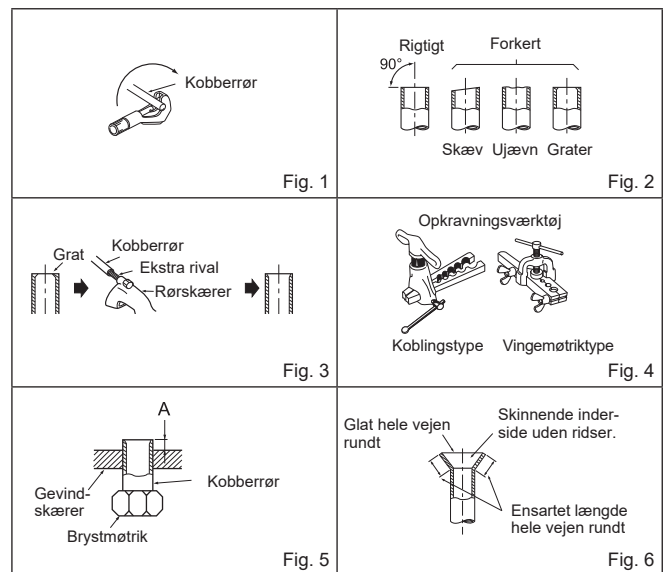 Kobberrør
Fig. 1
Rigtigt
Forkert
90°
Skæv Ujævn Grater
Fig. 2
Grat
Kobberrør
Ekstra rival
Rørskærer
Fig. 3
Opkravningsværktøj
Koblingstype Vingemøtriktype
Fig. 4
A
Gevind-
skærer
Kobberrør
Brystmøtrik
Fig. 5
Glat hele vejen
rundt
Skinnende inder-
side uden ridser.
Ensartet længde
hele vejen rundt
Fig. 6